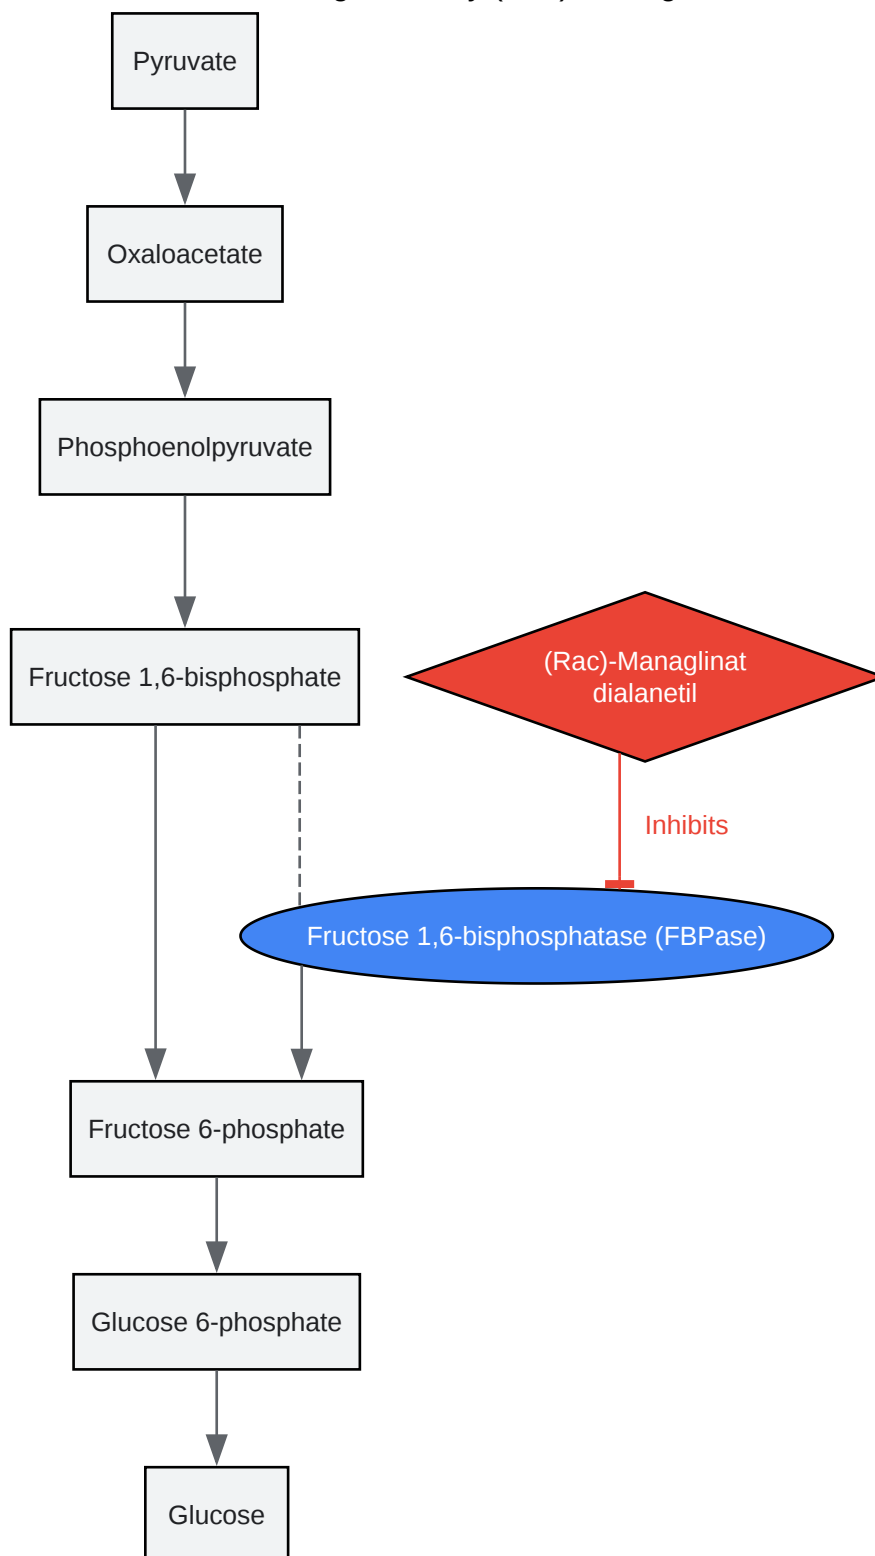 Pyruvate
Oxaloacetate
Phosphoenolpyruvate
Fructose 1,6-bisphosphate
(Rac)-Managlinat
dialanetil
Inhibits
Fructose 1,6-bisphosphatase (FBPase)
Fructose 6-phosphate
Glucose 6-phosphate
Glucose